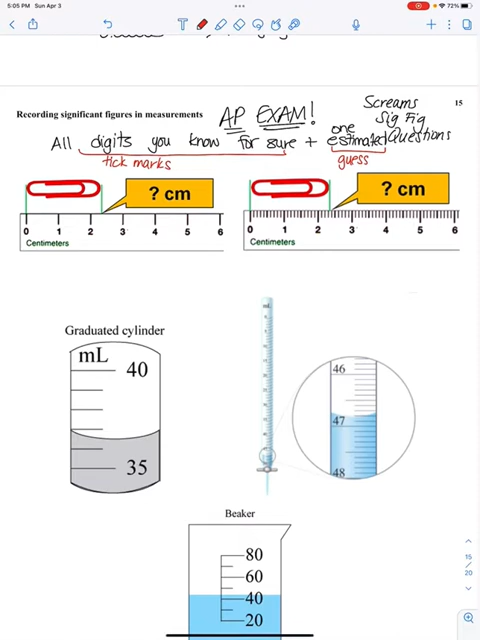 5:05 PM Sun Apr 3
72%
15
Recording significant figures in measurements
AP EXAM!
Screams
Sig Fig
Questions
All digits you know for sure + one estimated
tick marks
guess
? cm
0 1 2 3 4 5 6
Centimeters
? cm
0 1 2 3 4 5 6
Centimeters
Graduated cylinder
mL
40
35
mL
46
47
48
Beaker
80
60
40
20
15
/
20